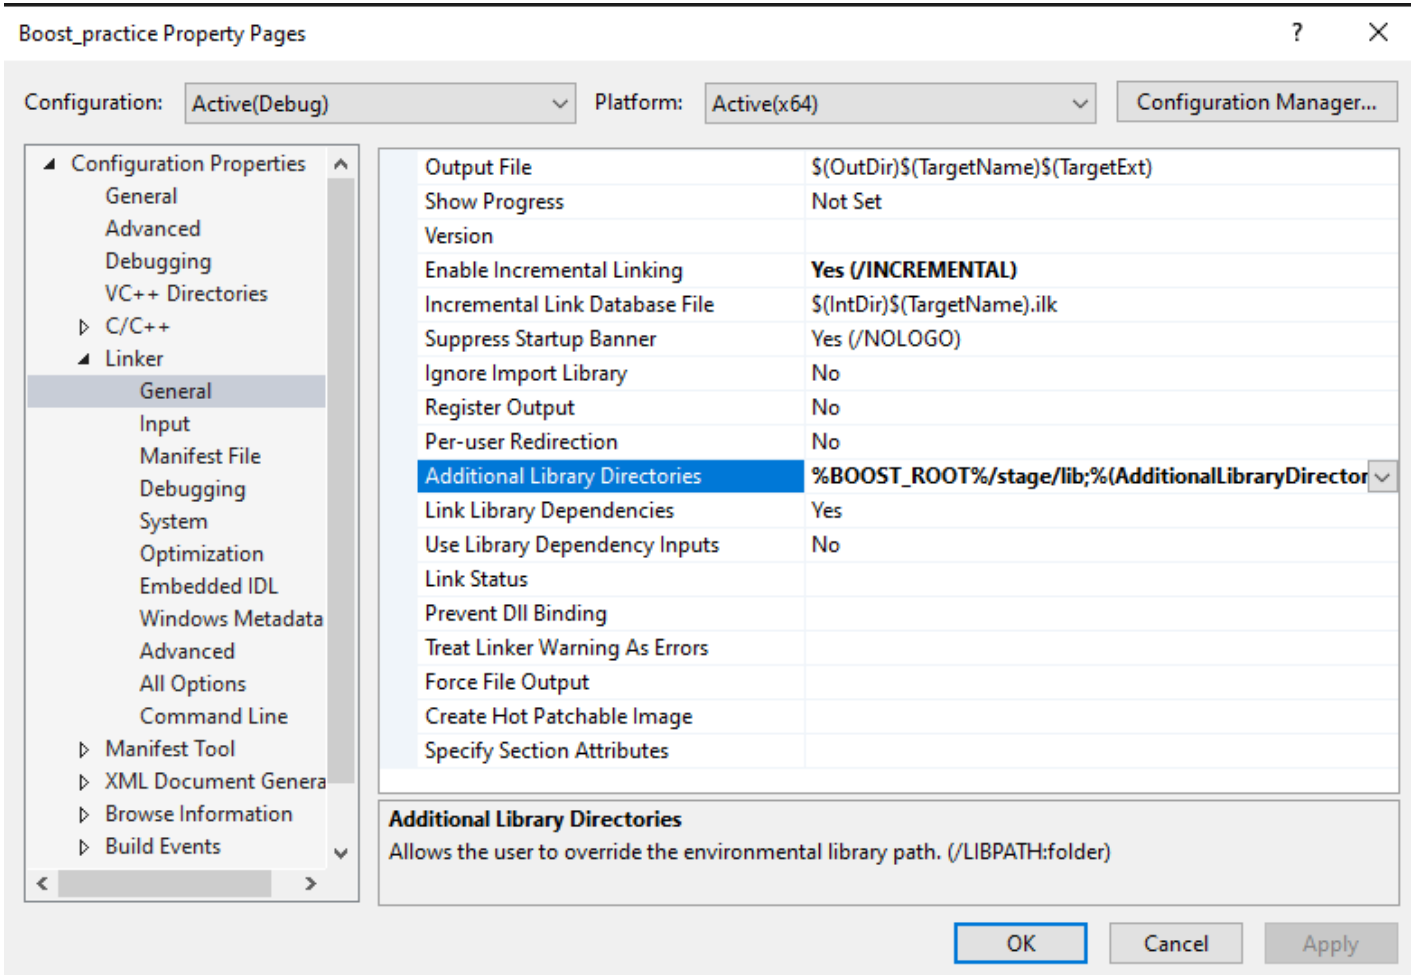 Boost_practice Property Pages
?
Configuration: Active(Debug) Platform: Active(x64) Configuration Manager...
Configuration Properties
General
Advanced
Debugging
VC++ Directories
C/C++
Linker
General
Input
Manifest File
Debugging
System
Optimization
Embedded IDL
Windows Metadata
Advanced
All Options
Command Line
Manifest Tool
XML Document Genera
Browse Information
Build Events
Output File $(OutDir)$(TargetName)$(TargetExt)
Show Progress Not Set
Version
Enable Incremental Linking Yes (/INCREMENTAL)
Incremental Link Database File $(IntDir)$(TargetName).ilk
Suppress Startup Banner Yes (/NOLOGO)
Ignore Import Library No
Register Output No
Per-user Redirection No
Additional Library Directories %BOOST_ROOT%/stage/lib;%(AdditionalLibraryDirector
Link Library Dependencies Yes
Use Library Dependency Inputs No
Link Status
Prevent Dll Binding
Treat Linker Warning As Errors
Force File Output
Create Hot Patchable Image
Specify Section Attributes
Additional Library Directories
Allows the user to override the environmental library path. (/LIBPATH:folder)
OK Cancel Apply